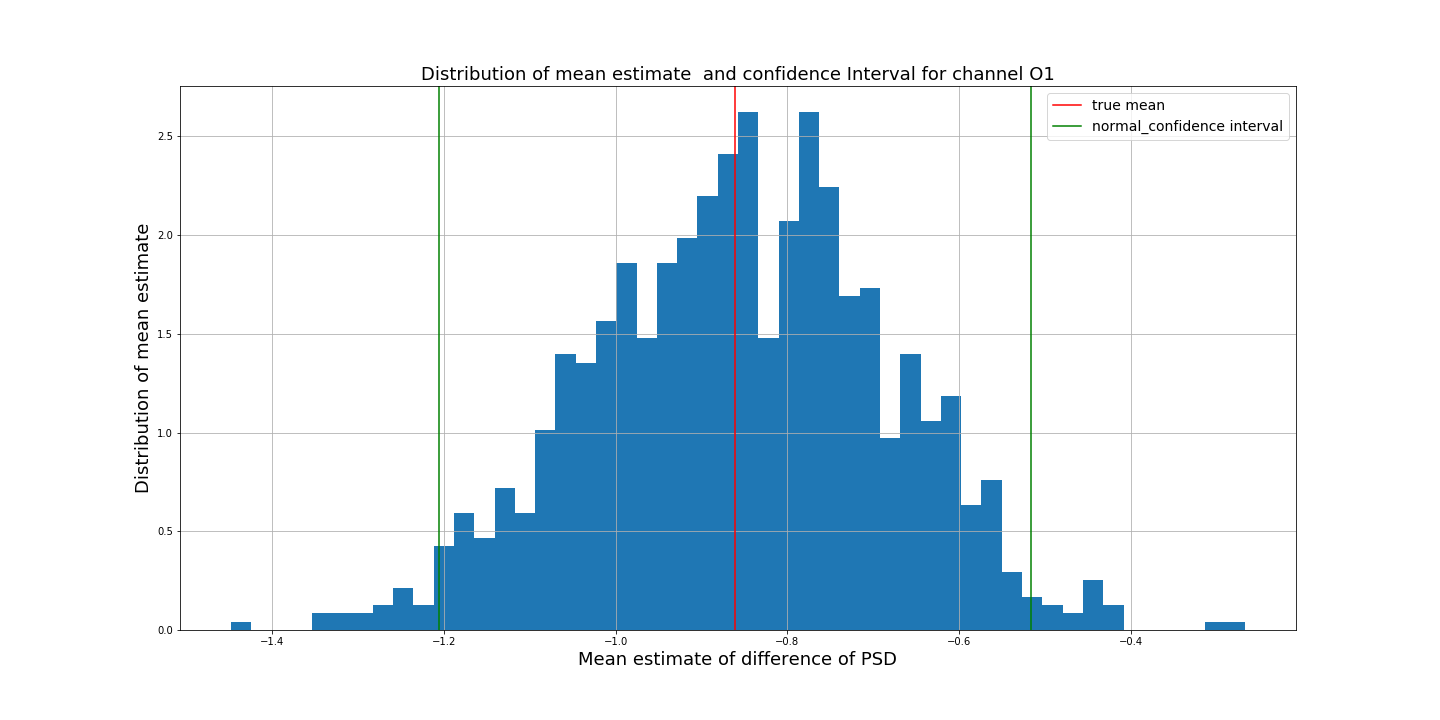 Distribution of mean estimate  and confidence Interval for channel O1
true mean
normal_confidence interval
Distribution of mean estimate
2.5
2.0
1.5
1.0
0.5
0.0
−1.4
−1.2
−1.0
−0.8
−0.6
−0.4
Mean estimate of difference of PSD